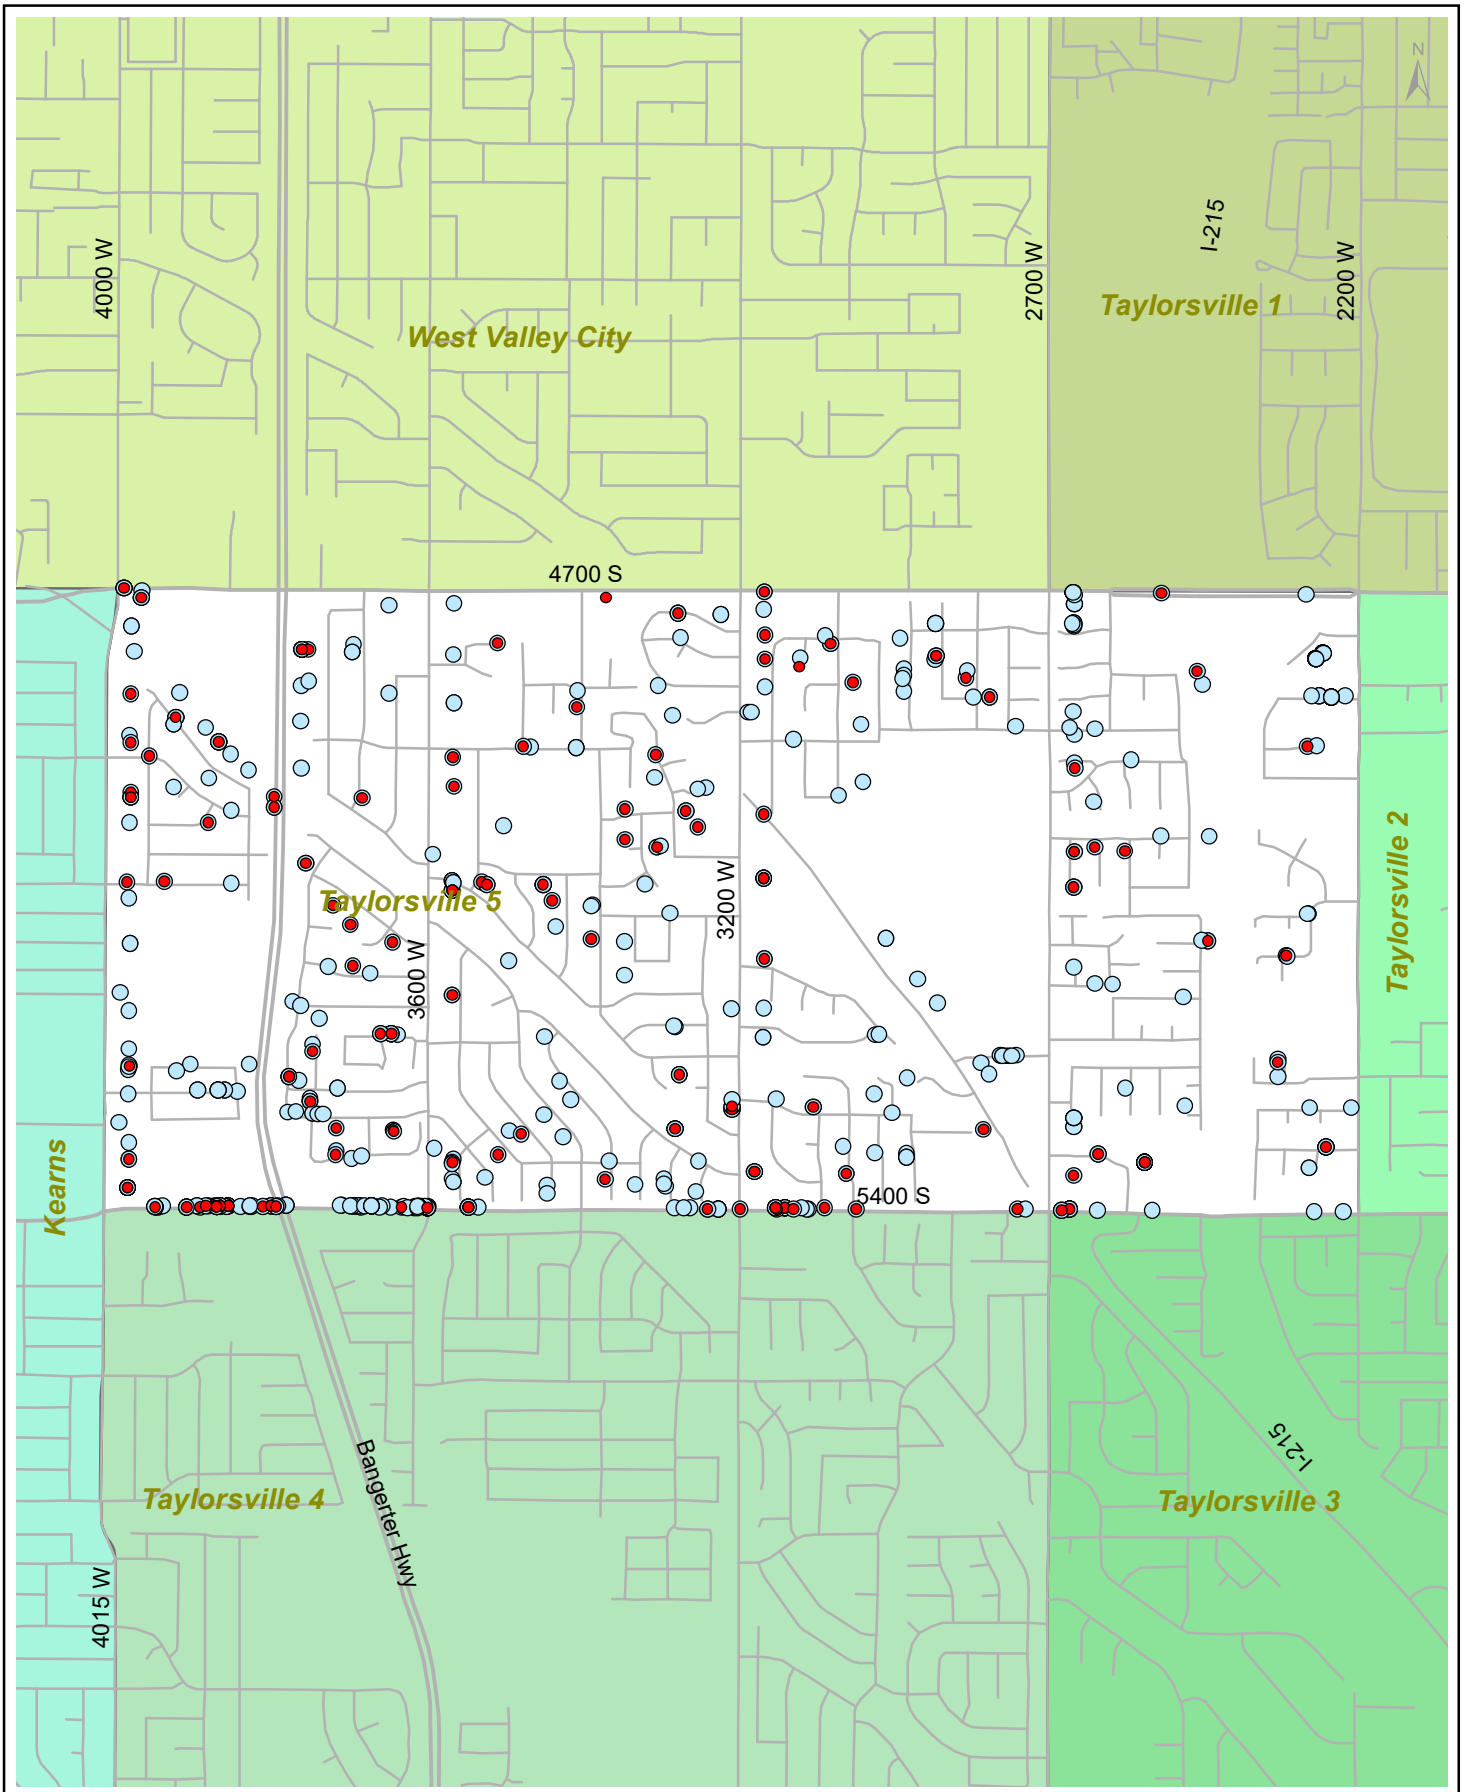 N
I-215
4000 W
2700 W
2200 W
Taylorsville 1
West Valley City
4700 S
Taylorsville 2
Taylorsville 5
3200 W
3600 W
Kearns
5400 S
I-215
Taylorsville 4
Taylorsville 3
Bangerter Hwy
4015 W